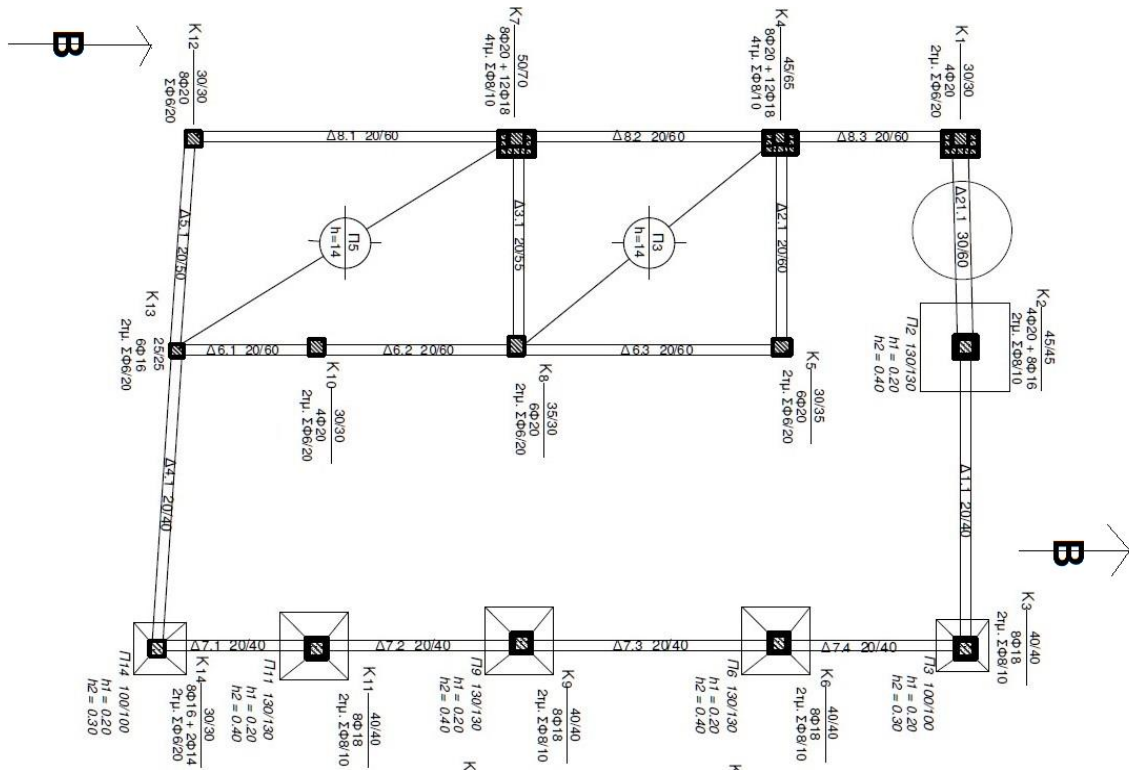 B
K12
30/30
8Φ20
ΣΦ6/20
K7
50/70
8Φ20 + 12Φ18
4τμ. ΣΦ8/10
K4
45/65
8Φ20 + 12Φ18
4τμ. ΣΦ8/10
K1
30/30
4Φ20
2τμ. ΣΦ6/20
Δ8.1 20/60
Δ8.2 20/60
Δ8.3 20/60
Δ5.1 20/50
Π5
h=14
Δ3.1 20/55
Π3
h=14
Δ2.1 20/60
Δ21.1 30/60
K2
45/45
4Φ20 + 8Φ16
2τμ. ΣΦ8/10
Π2 130/130
h1 = 0.20
h2 = 0.40
K13
25/25
6Φ16
2τμ. ΣΦ6/20
Δ6.1 20/60
Δ6.2 20/60
Δ6.3 20/60
K10
30/30
4Φ20
2τμ. ΣΦ6/20
K8
35/30
6Φ20
2τμ. ΣΦ6/20
K5
30/35
6Φ20
2τμ. ΣΦ6/20
Δ4.1 20/40
Δ1.1 20/40
B
K3
40/40
8Φ18
2τμ. ΣΦ8/10
Δ7.1 20/40
Δ7.2 20/40
Δ7.3 20/40
Δ7.4 20/40
Π14 100/100
h1 = 0.20
h2 = 0.30
K14
30/30
8Φ16 + 2Φ14
2τμ. ΣΦ6/20
Π11 130/130
h1 = 0.20
h2 = 0.40
K11
40/40
8Φ18
2τμ. ΣΦ8/10
Π9 130/130
h1 = 0.20
h2 = 0.40
K9
40/40
8Φ18
2τμ. ΣΦ8/10
Π6 130/130
h1 = 0.20
h2 = 0.40
K6
40/40
8Φ18
2τμ. ΣΦ8/10
Π3 100/100
h1 = 0.20
h2 = 0.30